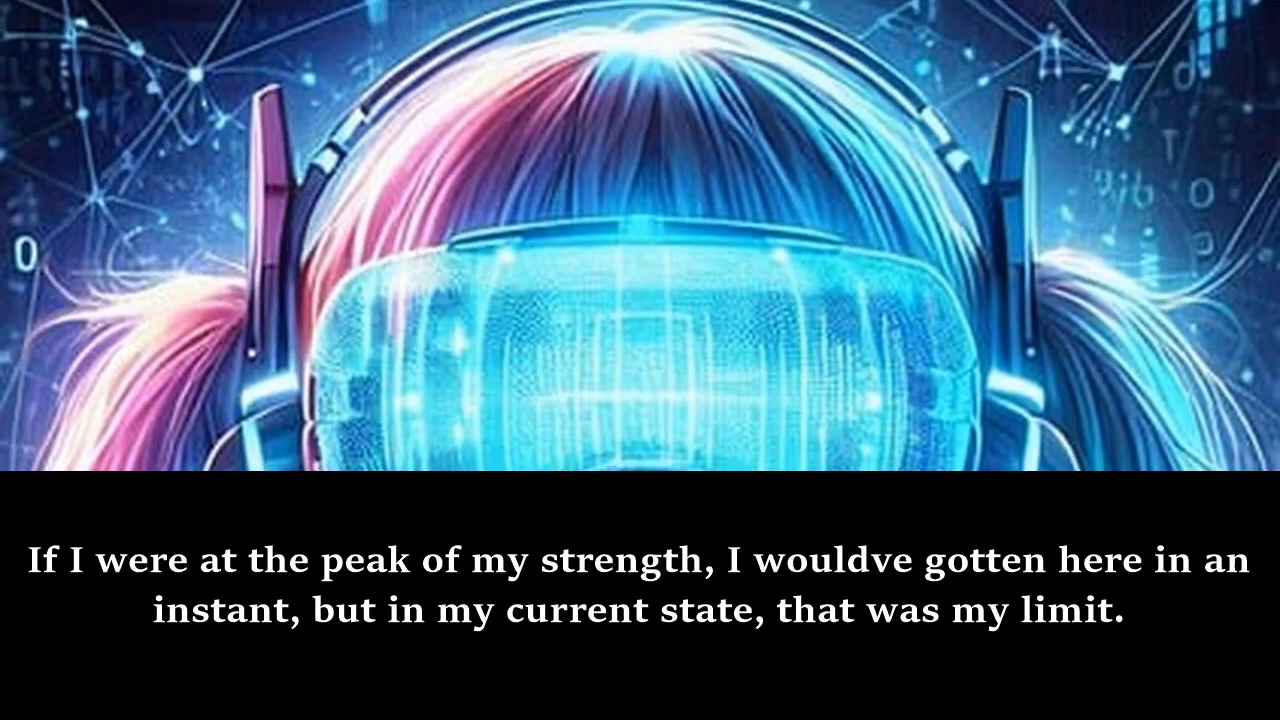 If I were at the peak of my strength, I wouldve gotten here in an
instant, but in my current state, that was my limit.